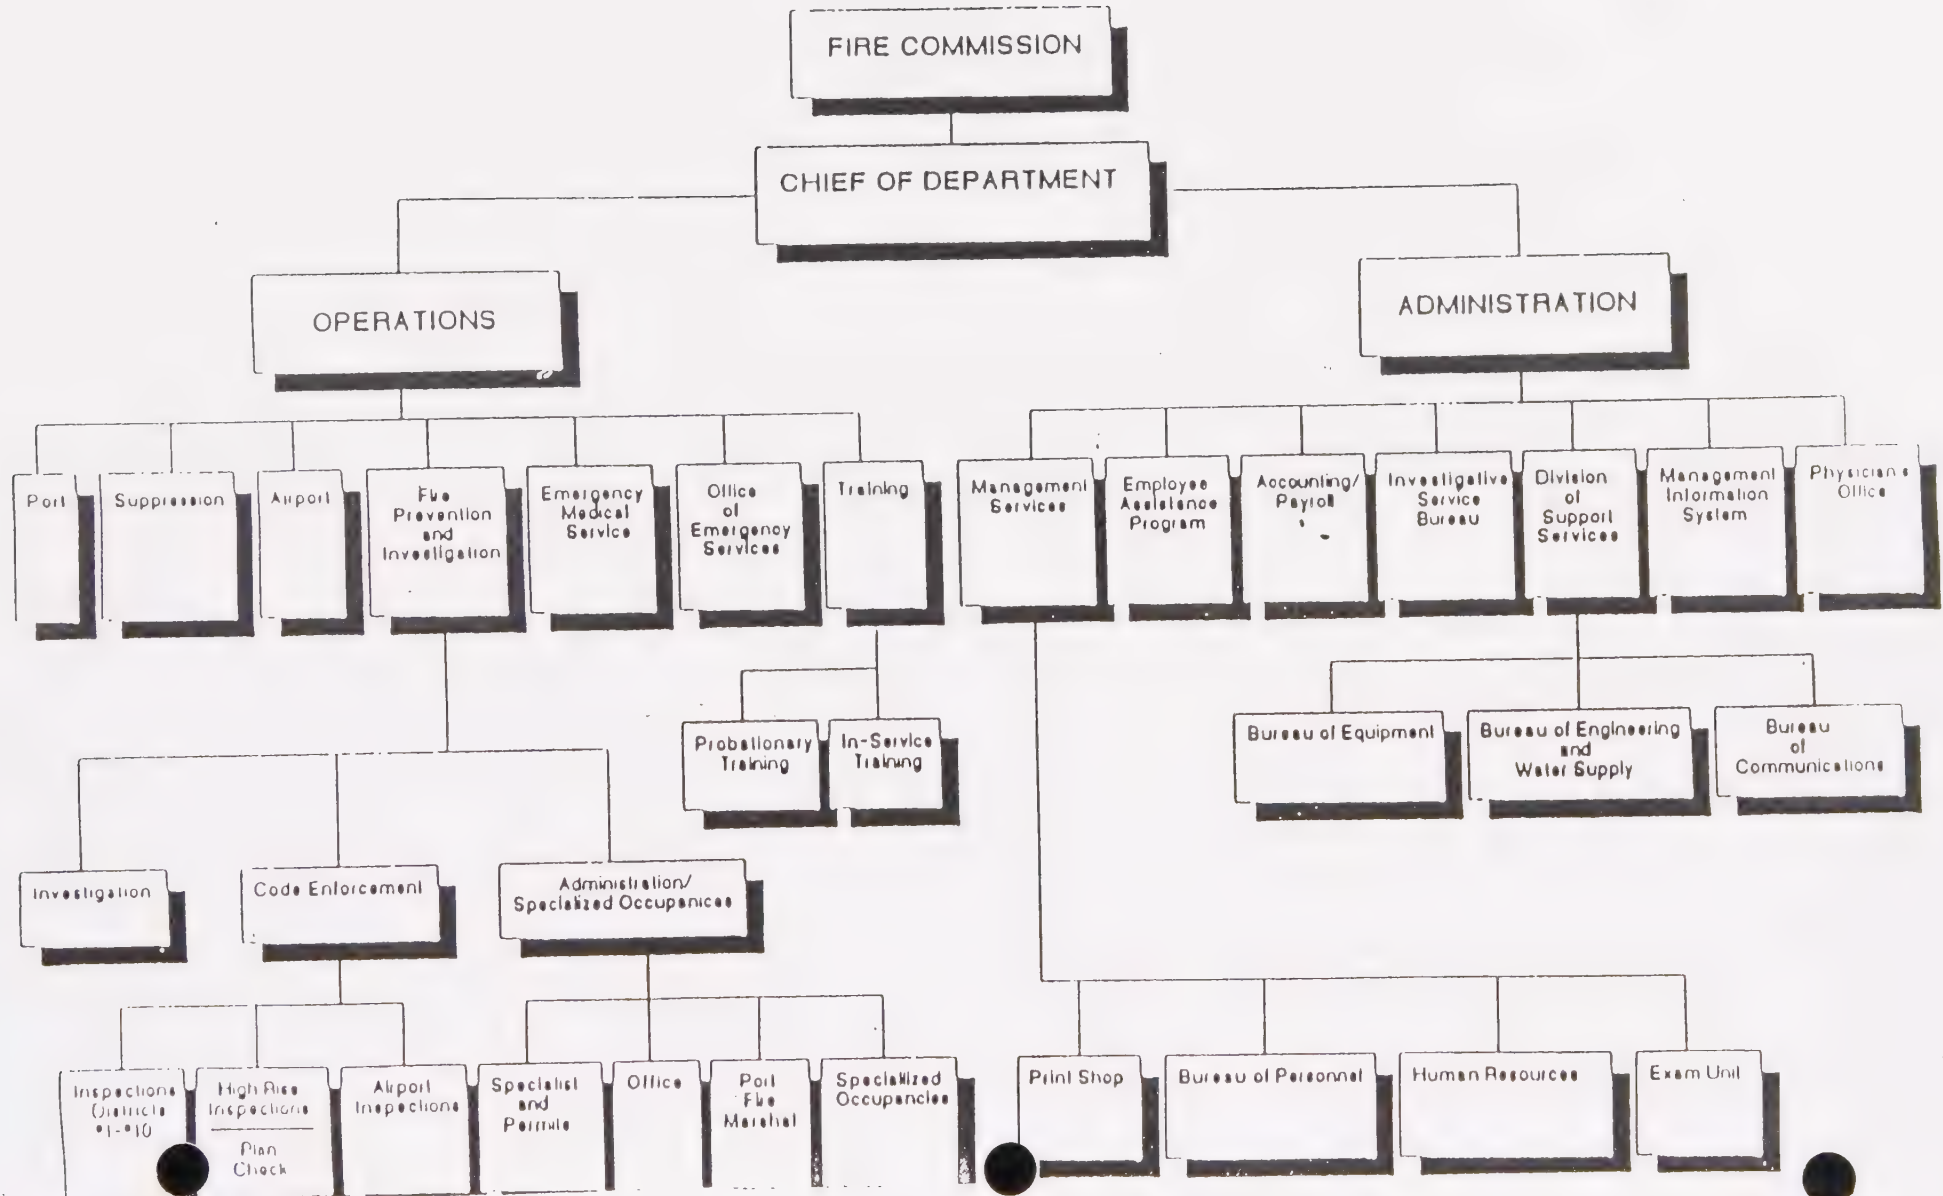 FIRE COMMISSION
CHIEF OF DEPARTMENT
OPERATIONS
ADMINISTRATION
Port
Suppression
Airport
Fire
Prevention
and
Investigation
Emergency
Medical
Service
Office
of
Emergency
Services
Training
Management
Services
Employee
Assistance
Program
Accounting/
Payroll
Investigative
Service
Bureau
Division
of
Support
Services
Management
Information
System
Physician's
Office
Probationary
Training
In-Service
Training
Bureau of Equipment
Bureau of Engineering
and
Water Supply
Bureau
of
Communications
Investigation
Code Enforcement
Administration/
Specialized Occupanices
Inspections
Districts
#1-#10
High Rise
Inspections
Plan
Check
Airport
Inspections
Specialist
and
Permits
Office
Port
Fire
Marshal
Specialized
Occupancies
Print Shop
Bureau of Personnel
Human Resources
Exam Unit